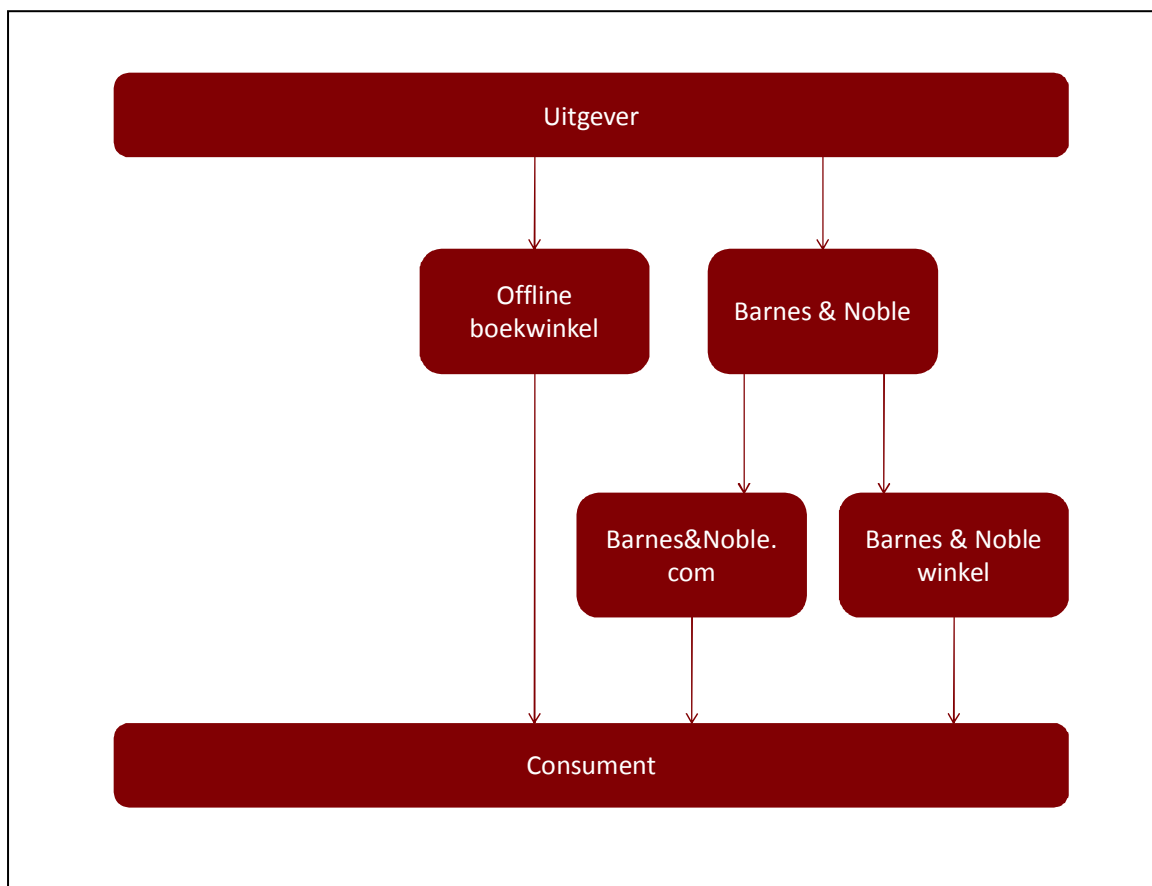 Uitgever
Offline
boekwinkel
Barnes & Noble
Barnes&Noble.
com
Barnes & Noble
winkel
Consument